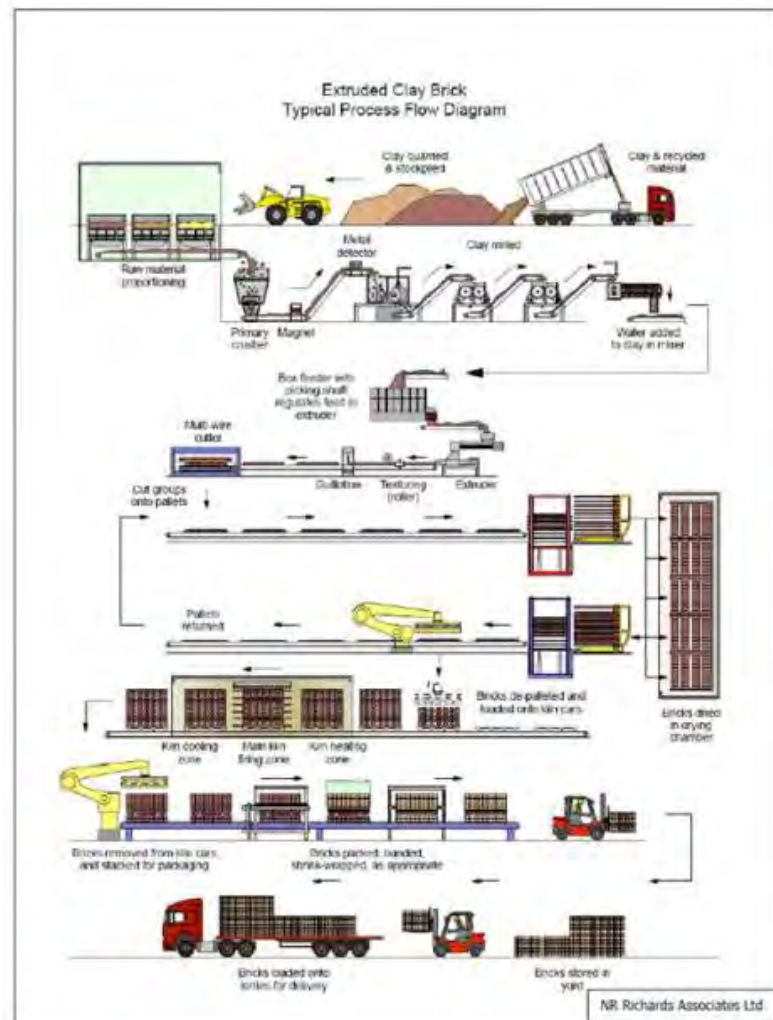 Extruded Clay Brick
Typical Process Flow Diagram
Clay quarried
& stockpiled
Clay & recycled
material
Raw material
proportioning
Metal
detector
Clay milled
Primary
crusher
Magnet
Water added
to clay in mixer
Box feeder with
picking shaft
regulates feed to
extruder
Multi-wire
cutter
Guillotine
Texturing
(roller)
Extruder
Cut groups
onto pallets
Pallets
returned
Bricks de-palleted and
loaded onto kiln cars
Bricks dried
in drying
chamber
Kiln cooling
zone
Main kiln
firing zone
Kiln heating
zone
Bricks removed from kiln cars,
and stacked for packaging
Bricks packed, banded,
shrink-wrapped, as appropriate
Bricks loaded onto
lorries for delivery
Bricks stored in
yard
NR Richards Associates Ltd